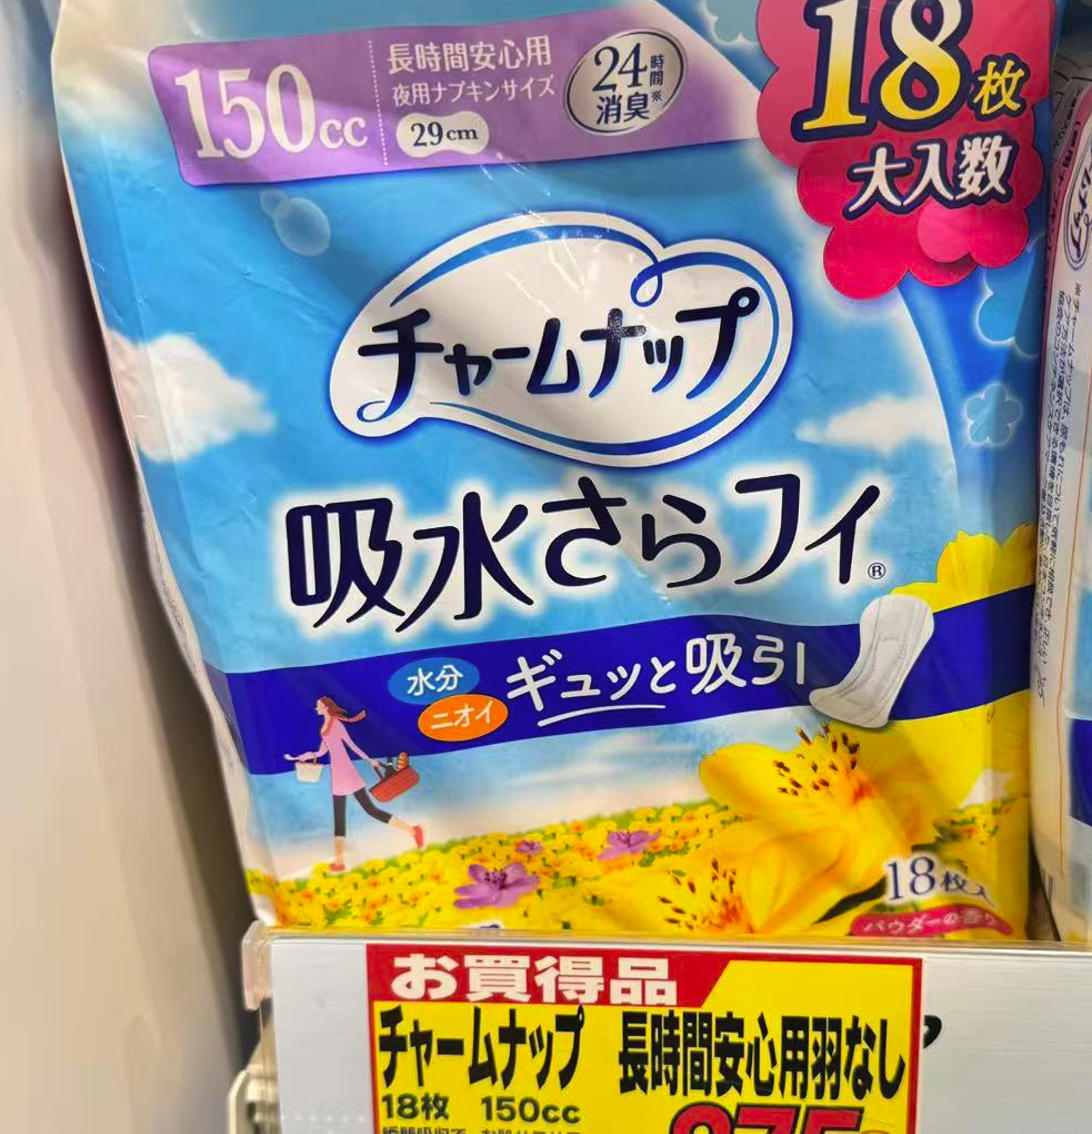 150cc
長時間安心用
夜用ナプキンサイズ
29cm
24時間※
消臭
18枚
大入数
チャームナップ
吸水さらフィ®
水分
ニオイ
ギュッと吸引
18枚入
パウダーの香り
お買得品
チャームナップ 長時間安心用羽なし
18枚 150cc